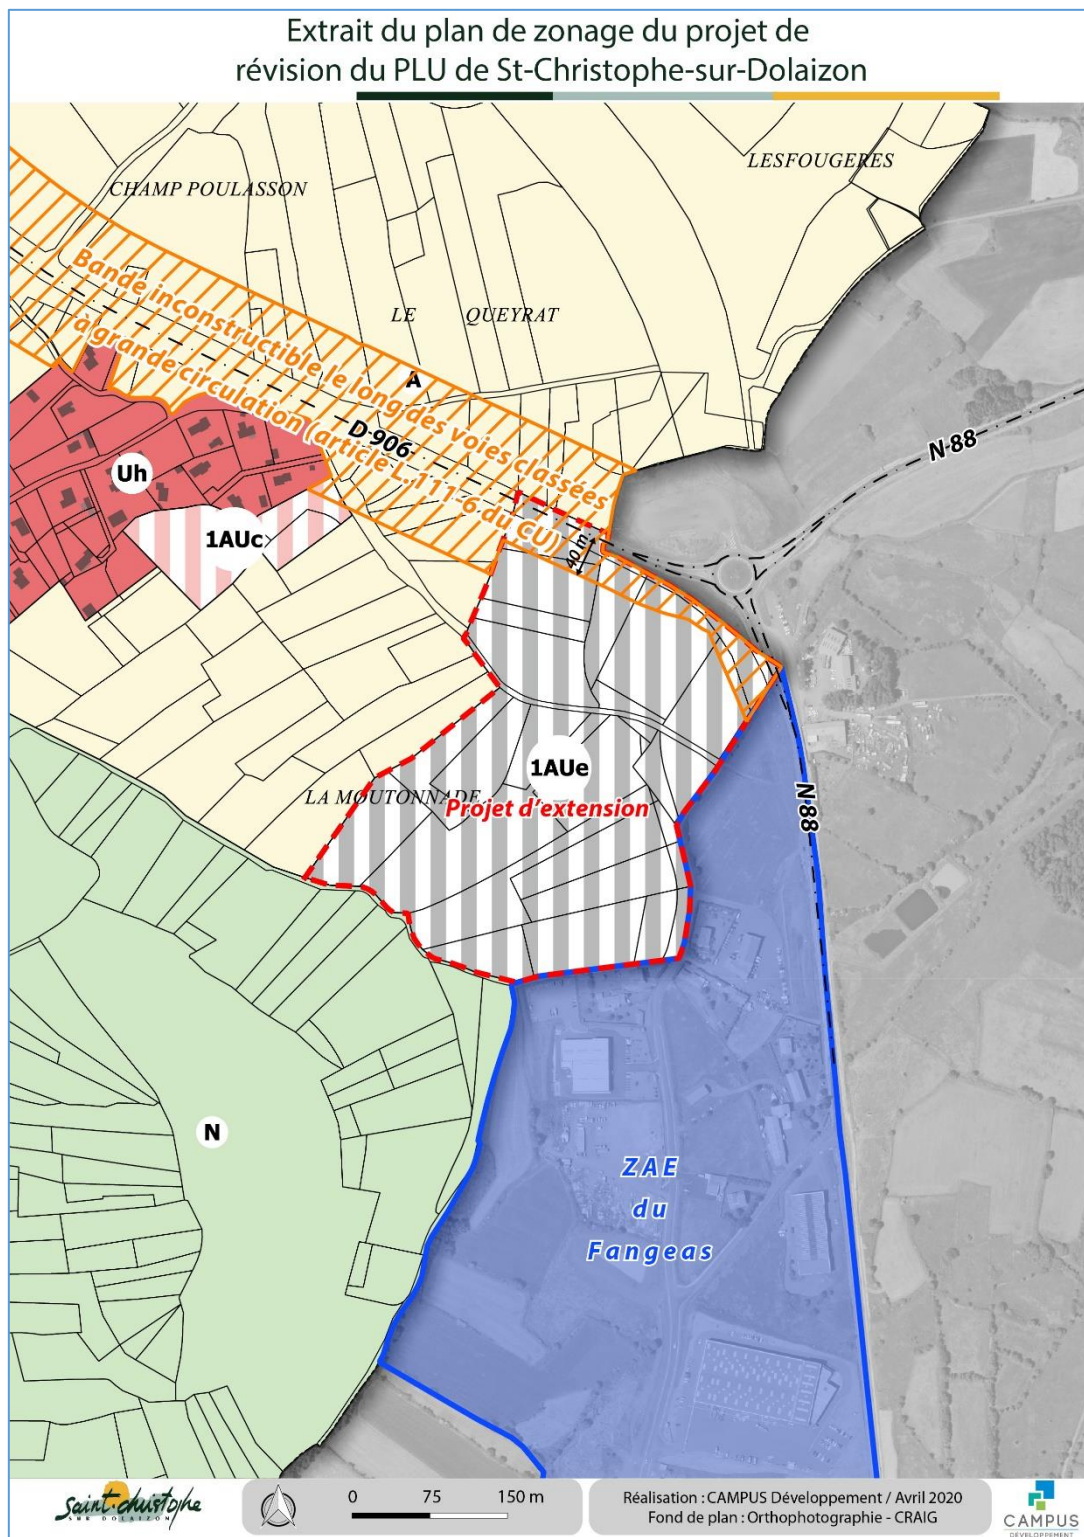 Extrait du plan de zonage du projet de
révision du PLU de St-Christophe-sur-Dolaizon
LESFOUGERES
CHAMP POULASSON
LE QUEYRAT
Bande inconstructible le long des voies classées
à grande circulation (article L.111-6 du CU)
A
D 906
N 88
Uh
1AUc
40 m
1AUe
LA MOUTONNADE
Projet d'extension
N 88
N
ZAE
du
Fangeas
Saint-christophe
SUR DOLAIZON
0 75 150 m
Réalisation : CAMPUS Développement / Avril 2020
Fond de plan : Orthophotographie - CRAIG
CAMPUS
DÉVELOPPEMENT